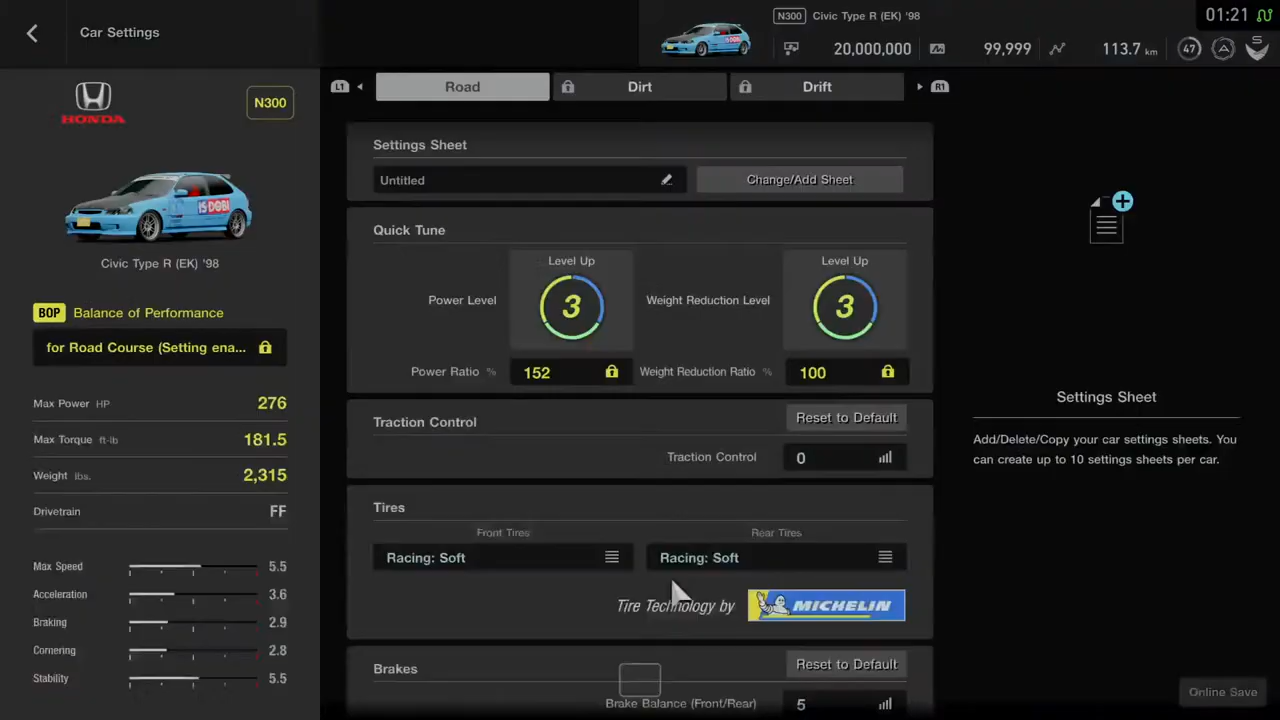 Car Settings
N300 Civic Type R (EK) '98
20,000,000 99,999 113.7 km 47 A S
01:21
HONDA
N300
Civic Type R (EK) '98
BOP Balance of Performance
for Road Course (Setting ena...
Max Power HP 276
Max Torque ft-lb 181.5
Weight lbs. 2,315
Drivetrain FF
Max Speed 5.5
Acceleration 3.6
Braking 2.9
Cornering 2.8
Stability 5.5
L1 Road Dirt Drift R1
Settings Sheet
Untitled Change/Add Sheet
Quick Tune
Level Up Level Up
Power Level 3 Weight Reduction Level 3
Power Ratio % 152 Weight Reduction Ratio % 100
Traction Control Reset to Default
Traction Control 0
Tires
Front Tires Rear Tires
Racing: Soft Racing: Soft
Tire Technology by MICHELIN
Brakes Reset to Default
Brake Balance (Front/Rear) 5
Settings Sheet
Add/Delete/Copy your car settings sheets. You
can create up to 10 settings sheets per car.
Online Save